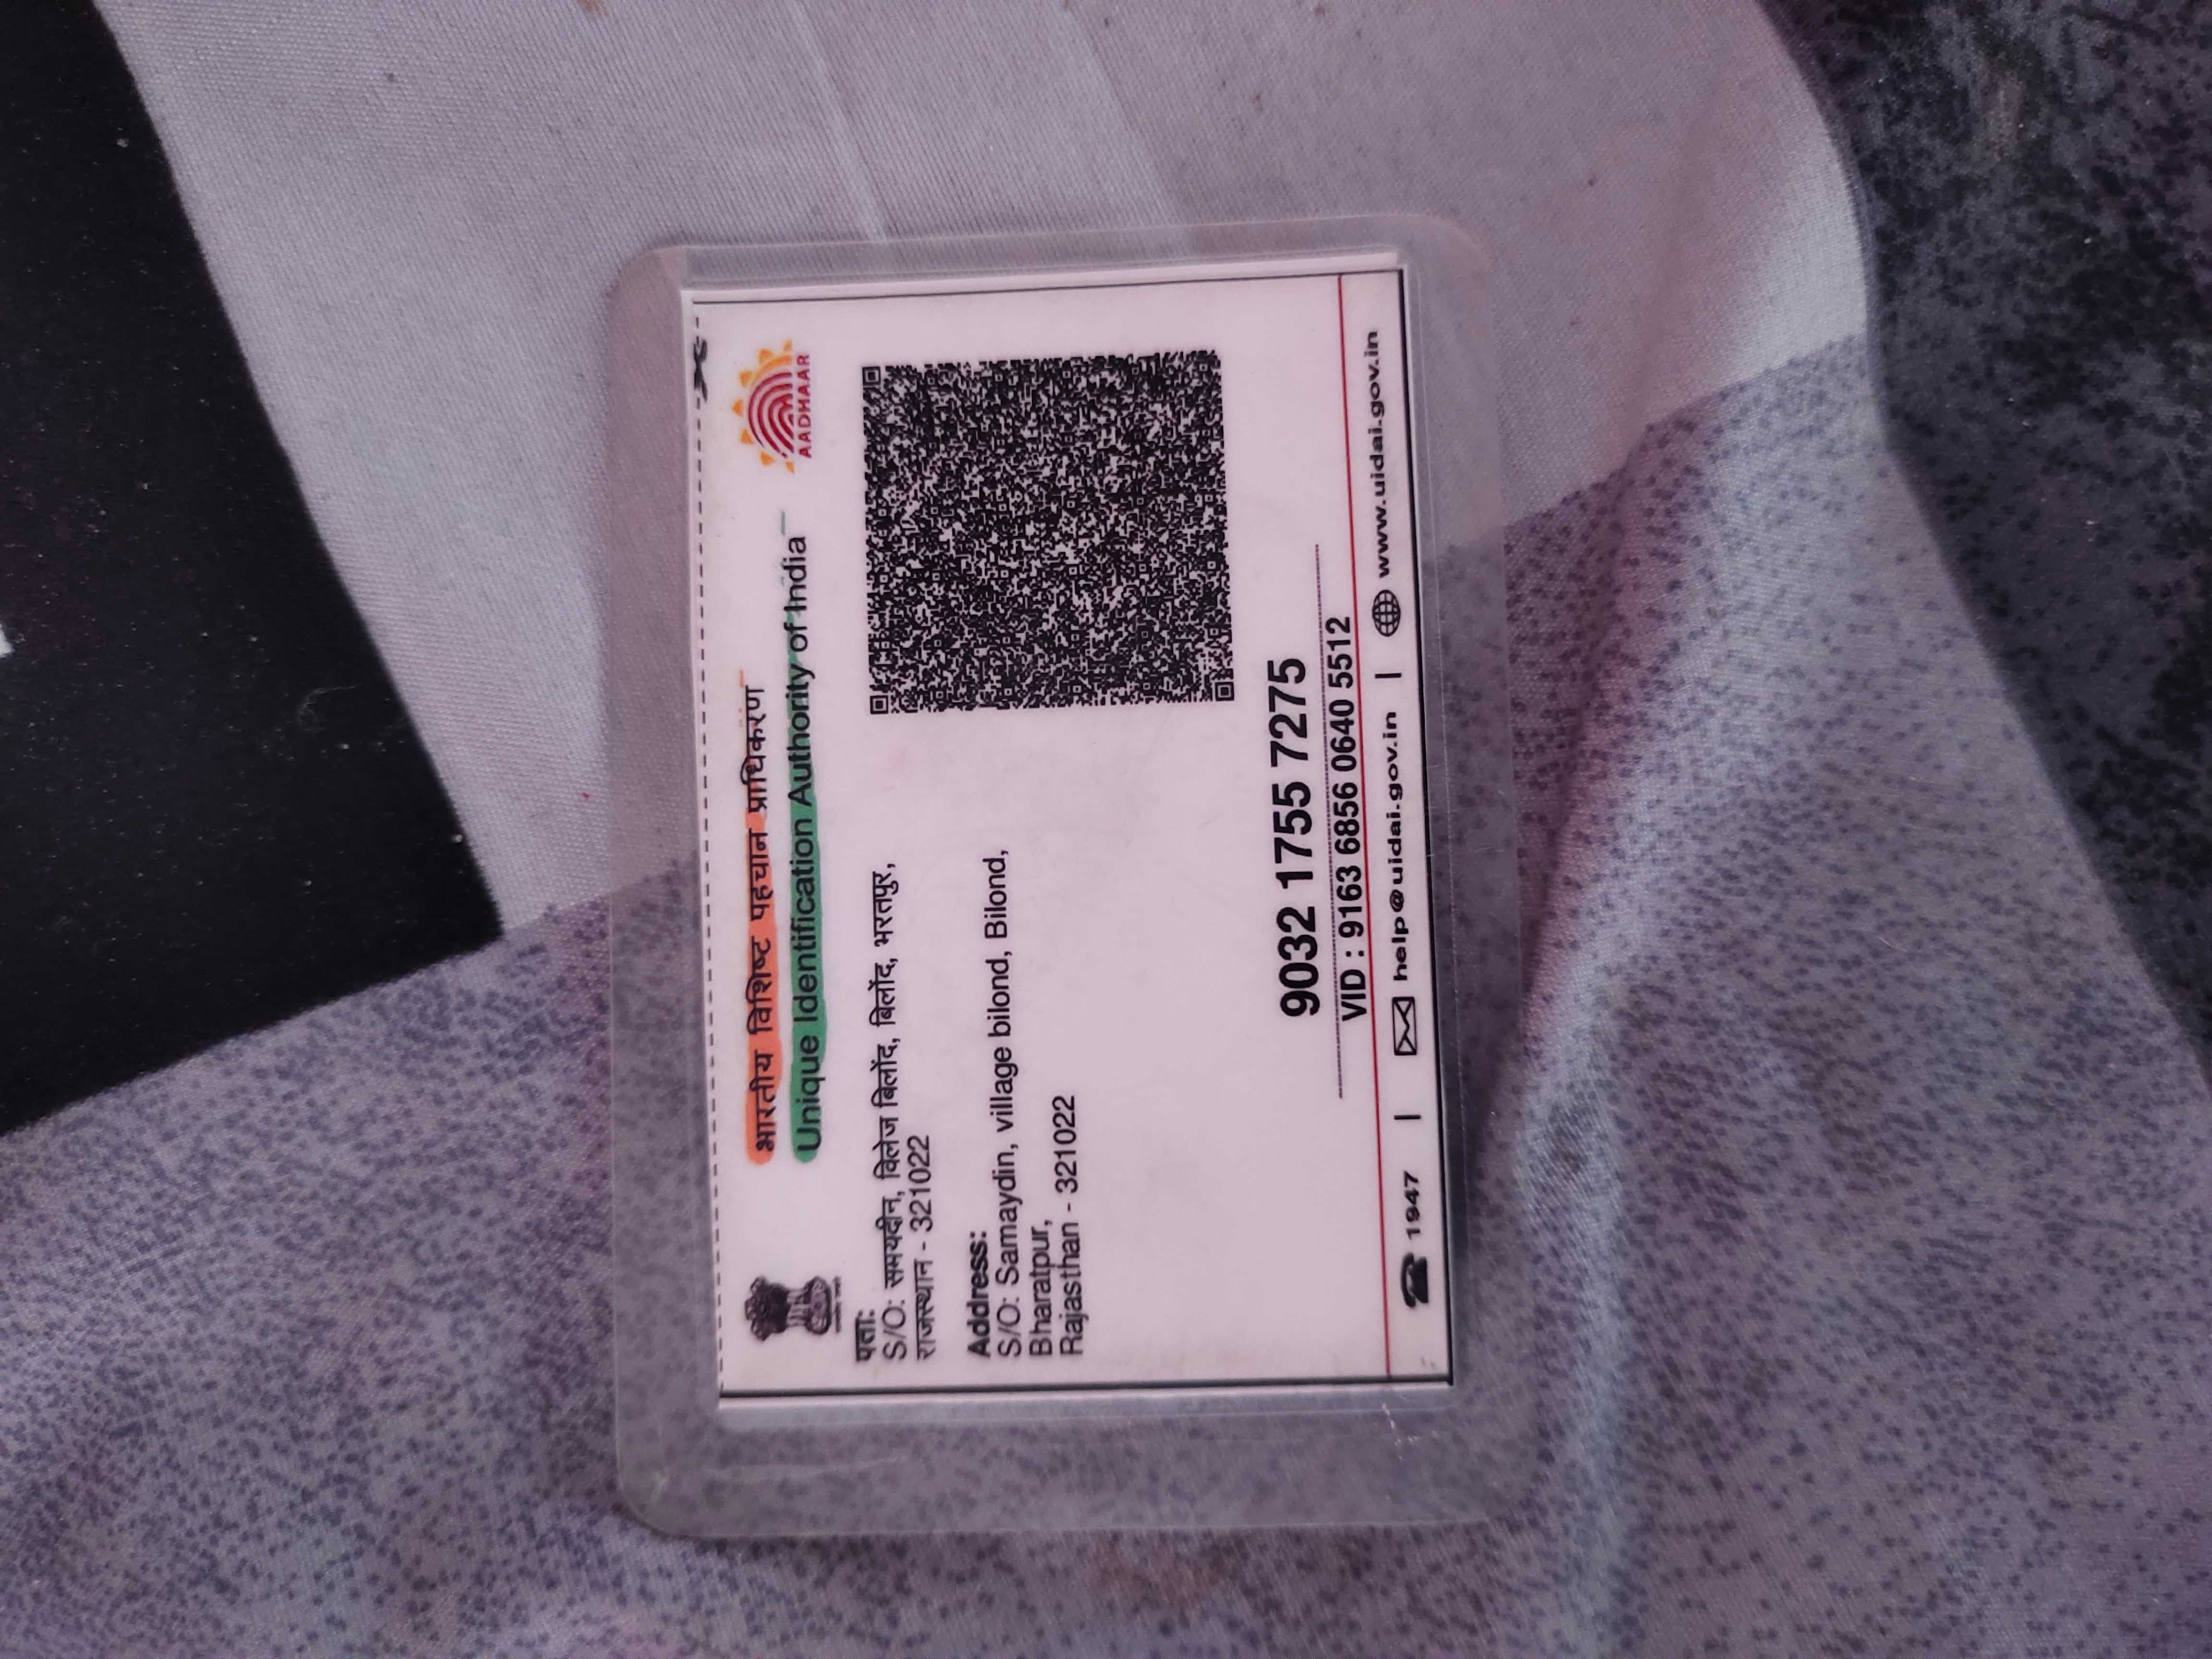 भारतीय विशिष्ट पहचान प्राधिकरण
Unique Identification Authority of India
AADHAAR
पता:
S/O: समयदीन, विलेज बिलोंद, बिलोंद, भरतपुर,
राजस्थान - 321022
Address:
S/O: Samaydin, village bilond, Bilond,
Bharatpur,
Rajasthan - 321022
9032 1755 7275
VID : 9163 6856 0640 5512
1947 | help@uidai.gov.in | www.uidai.gov.in